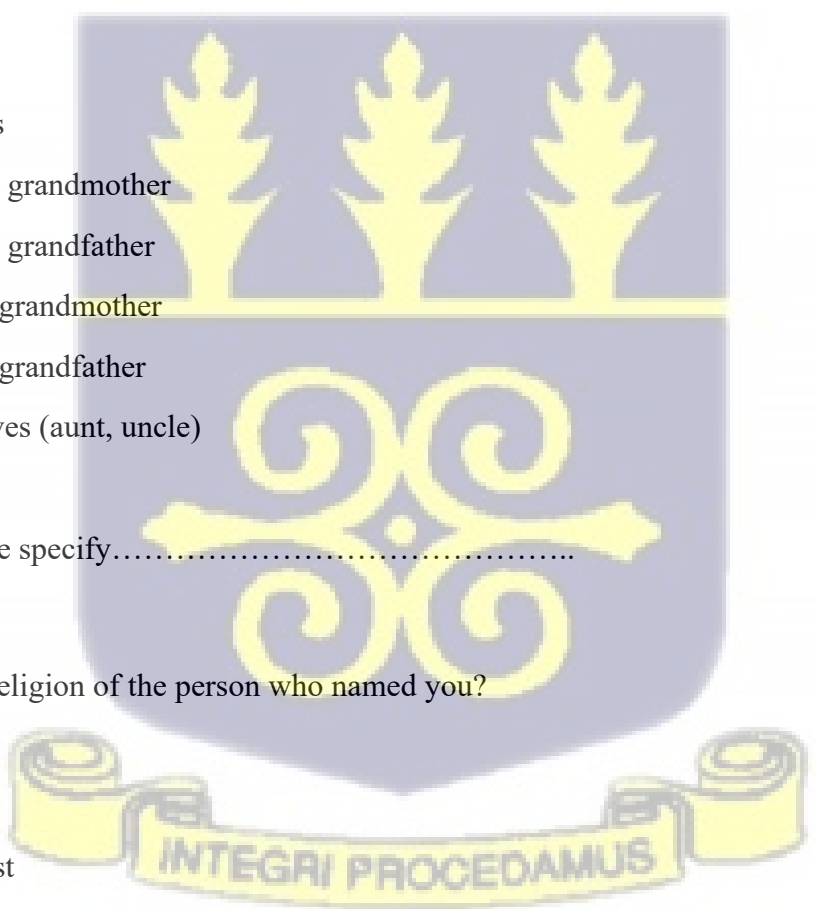 s
grandmother
grandfather
grandmother
grandfather
ves (aunt, uncle)
e specify…………………………………………..
eligion of the person who named you?
st
INTEGRI PROCEDAMUS